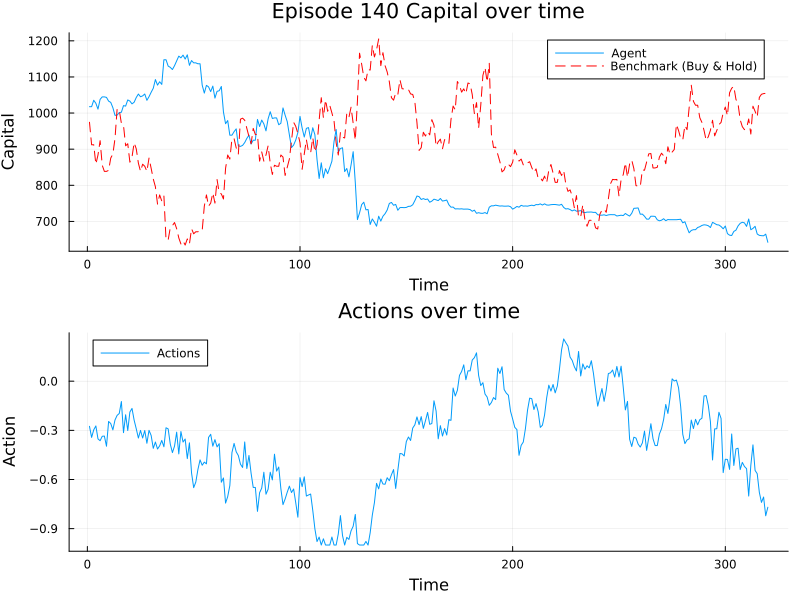 Episode 140 Capital over time
1200
1100
1000
900
800
700
Capital
Agent
Benchmark (Buy & Hold)
0
100
200
300
Time
Actions over time
0.0
−0.3
−0.6
−0.9
Action
Actions
0
100
200
300
Time